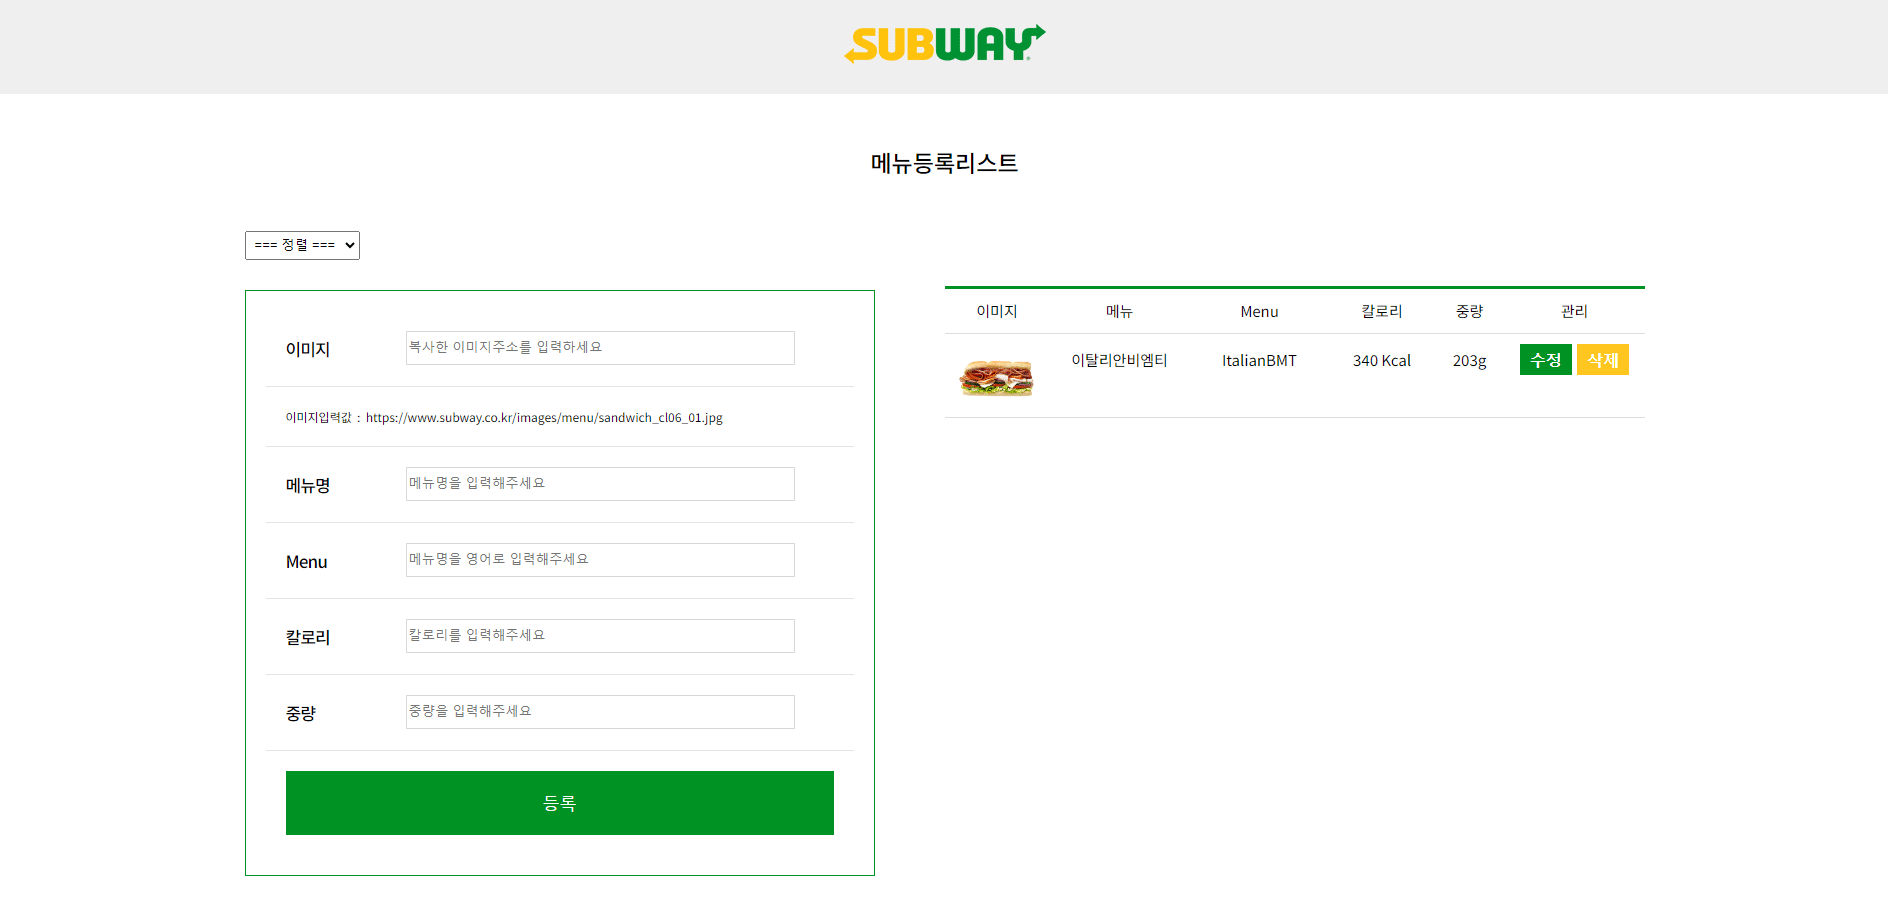 SUBWAY
메뉴등록리스트
=== 정렬 ===
이미지
복사한 이미지주소를 입력하세요
이미지입력값 : https://www.subway.co.kr/images/menu/sandwich_cl06_01.jpg
메뉴명
메뉴명을 입력해주세요
Menu
메뉴명을 영어로 입력해주세요
칼로리
칼로리를 입력해주세요
중량
중량을 입력해주세요
등록
이미지 메뉴 Menu 칼로리 중량 관리
이탈리안비엠티 ItalianBMT 340 Kcal 203g 수정 삭제